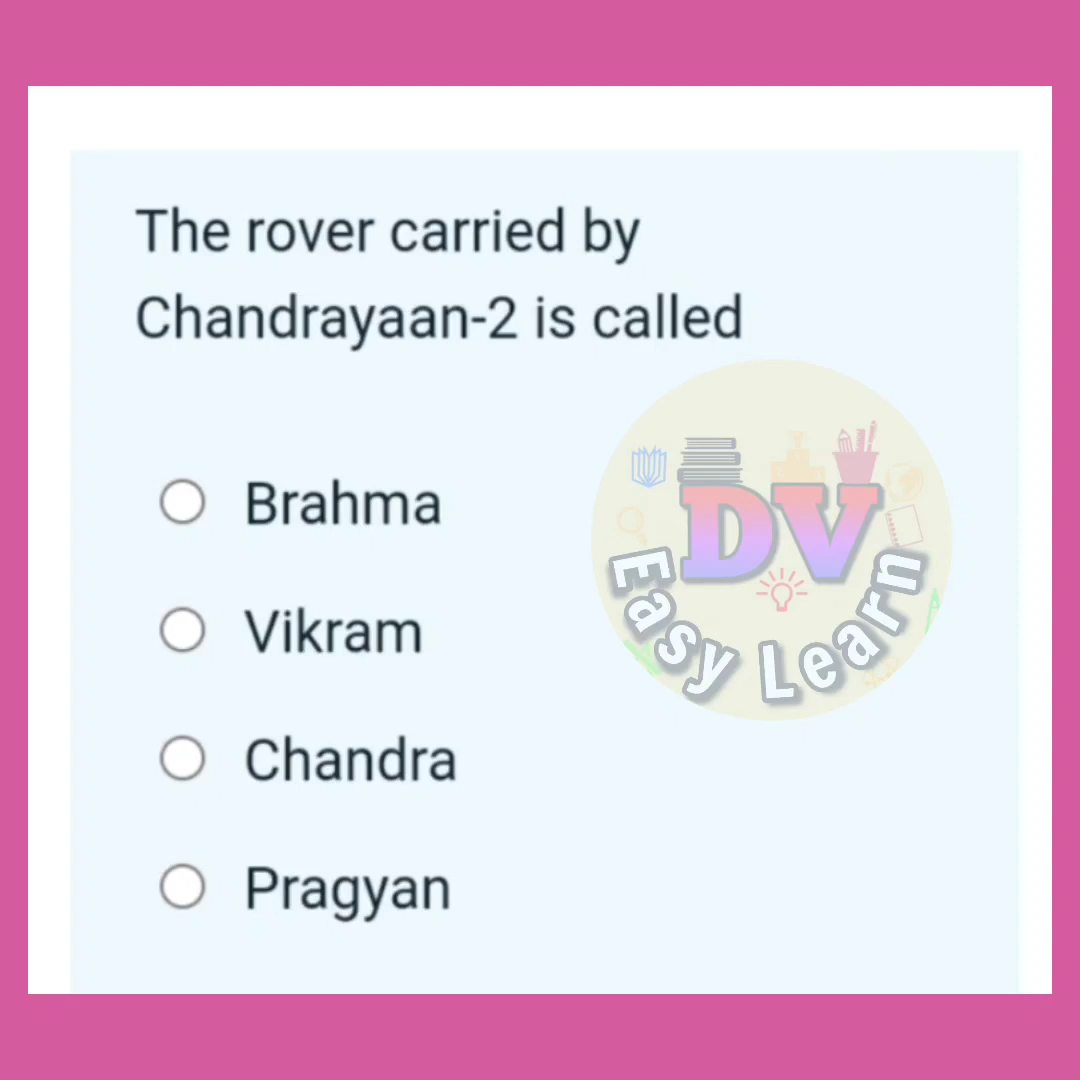 The rover carried by
Chandrayaan-2 is called
Brahma
DV
Easy Learn
Vikram
Chandra
Pragyan